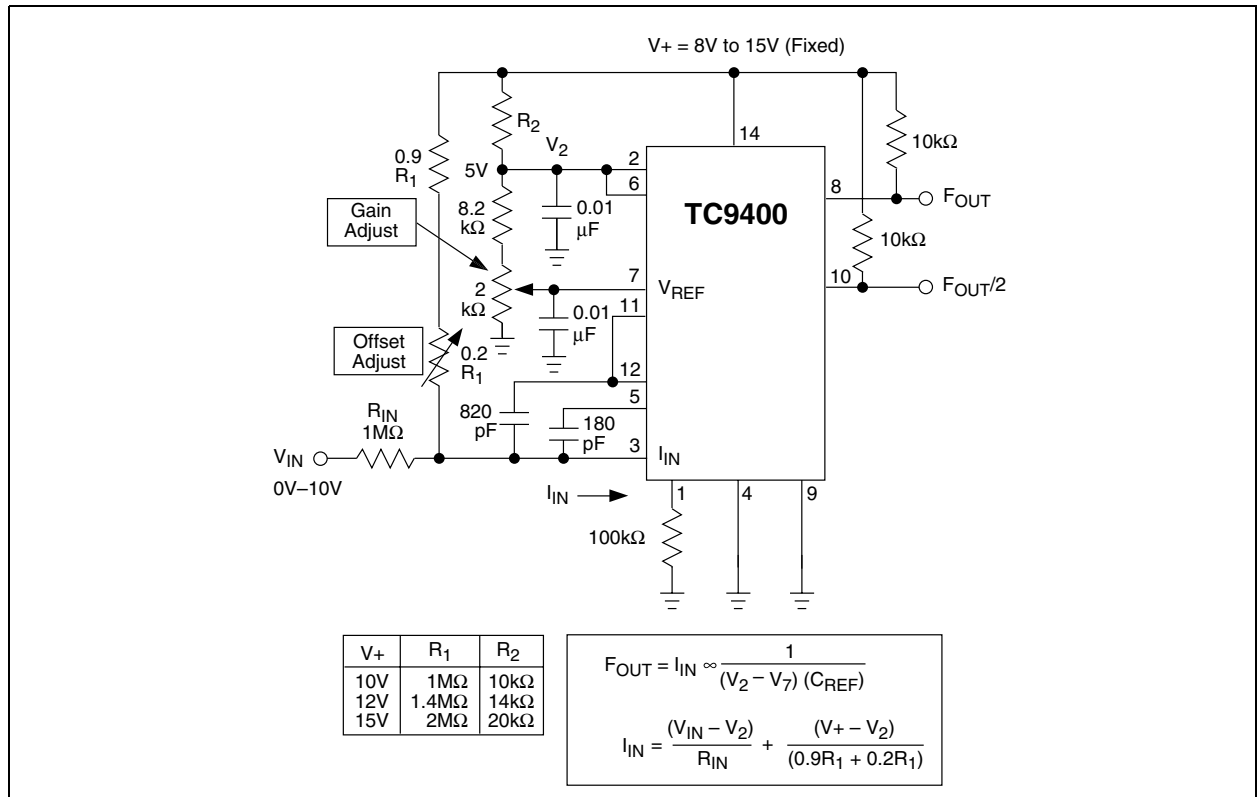 V+ = 8V to 15V (Fixed)
R2
14
10kΩ
0.9
R1
V2
5V
2
6
TC9400
8
FOUT
Gain
Adjust
8.2
kΩ
0.01
µF
10kΩ
2
kΩ
7
VREF
10
FOUT/2
11
0.01
µF
Offset
Adjust
0.2
R1
12
820
pF
5
180
pF
RIN
1MΩ
3
IIN
VIN
0V–10V
IIN
1
4
9
100kΩ
V+ R1 R2
10V 1MΩ 10kΩ
12V 1.4MΩ 14kΩ
15V 2MΩ 20kΩ
FOUT = IIN ∞ 1
(V2 – V7) (CREF)
IIN = (VIN – V2) + (V+ – V2)
RIN (0.9R1 + 0.2R1)